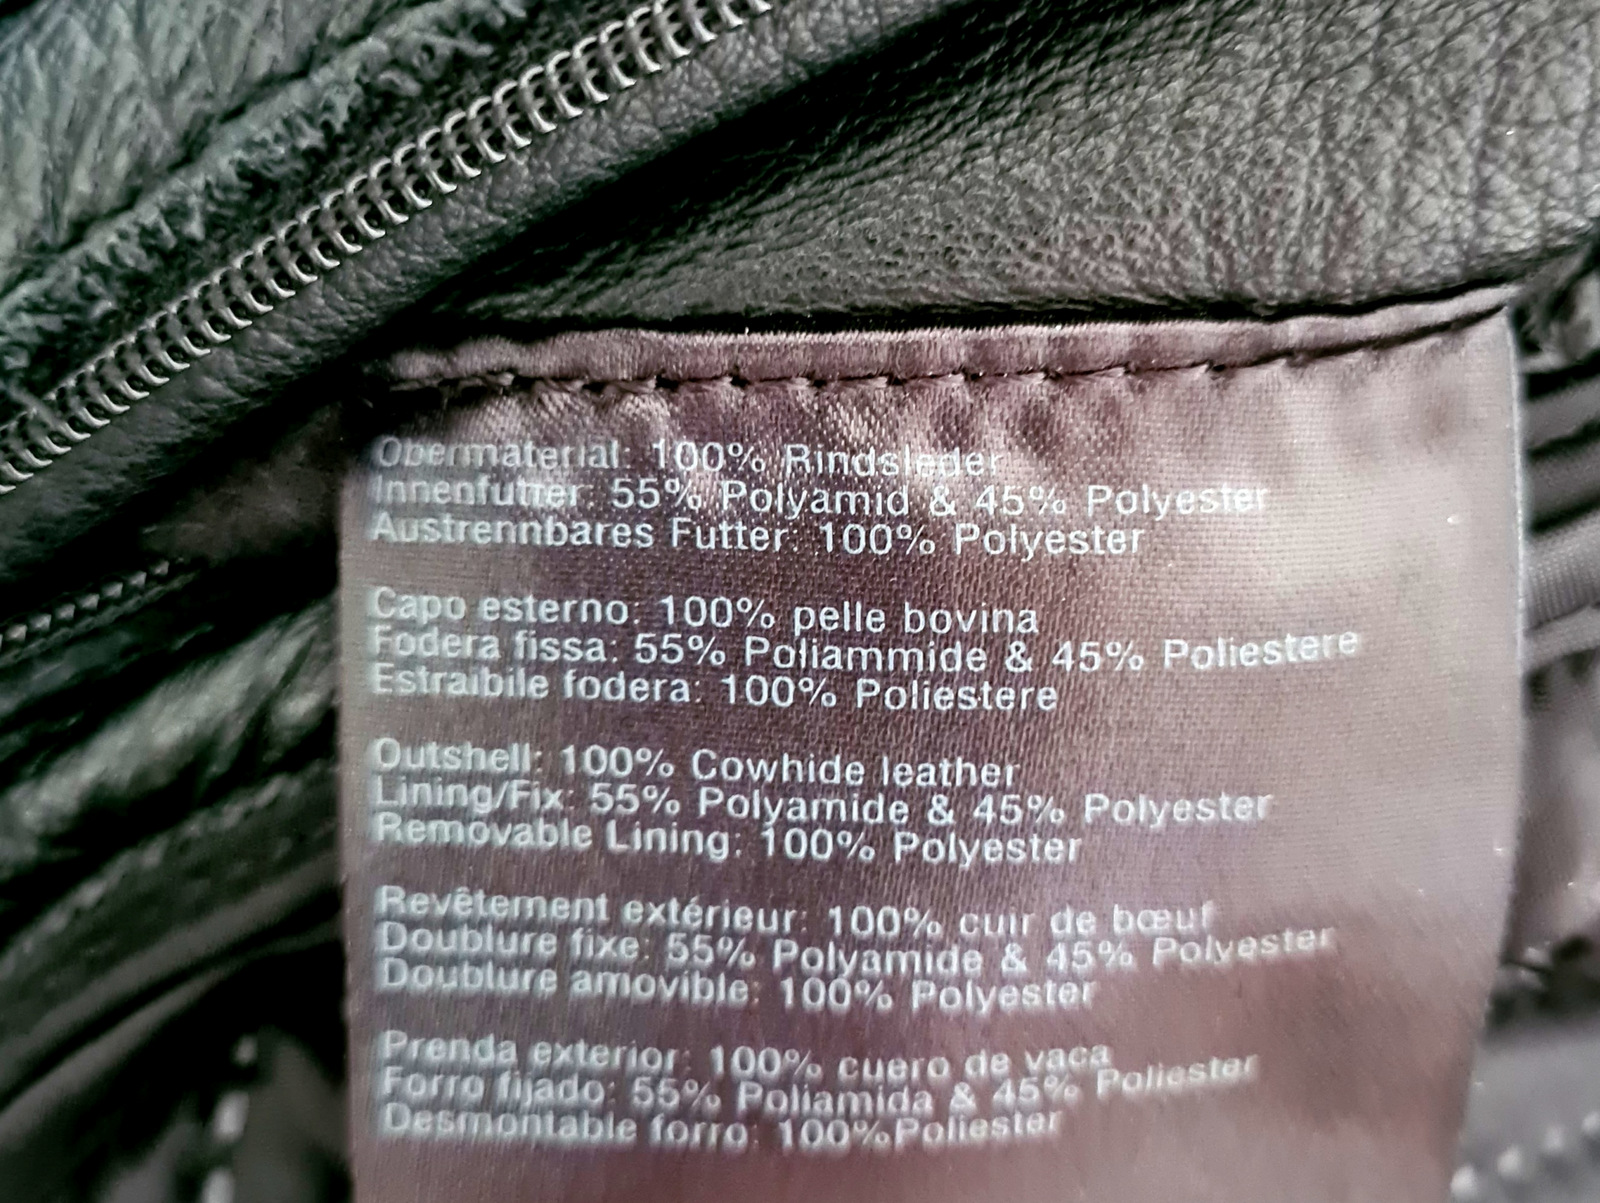 Obermaterial: 100% Rindsleder
Innenfutter: 55% Polyamid & 45% Polyester
Austrennbares Futter: 100% Polyester
Capo esterno: 100% pelle bovina
Fodera fissa: 55% Poliammide & 45% Poliestere
Estraibile fodera: 100% Poliestere
Outshell: 100% Cowhide leather
Lining/Fix: 55% Polyamide & 45% Polyester
Removable Lining: 100% Polyester
Revêtement extérieur: 100% cuir de bœuf
Doublure fixe: 55% Polyamide & 45% Polyester
Doublure amovible: 100% Polyester
Prenda exterior: 100% cuero de vaca
Forro fijado: 55% Poliamida & 45% Poliester
Desmontable forro: 100%Poliester